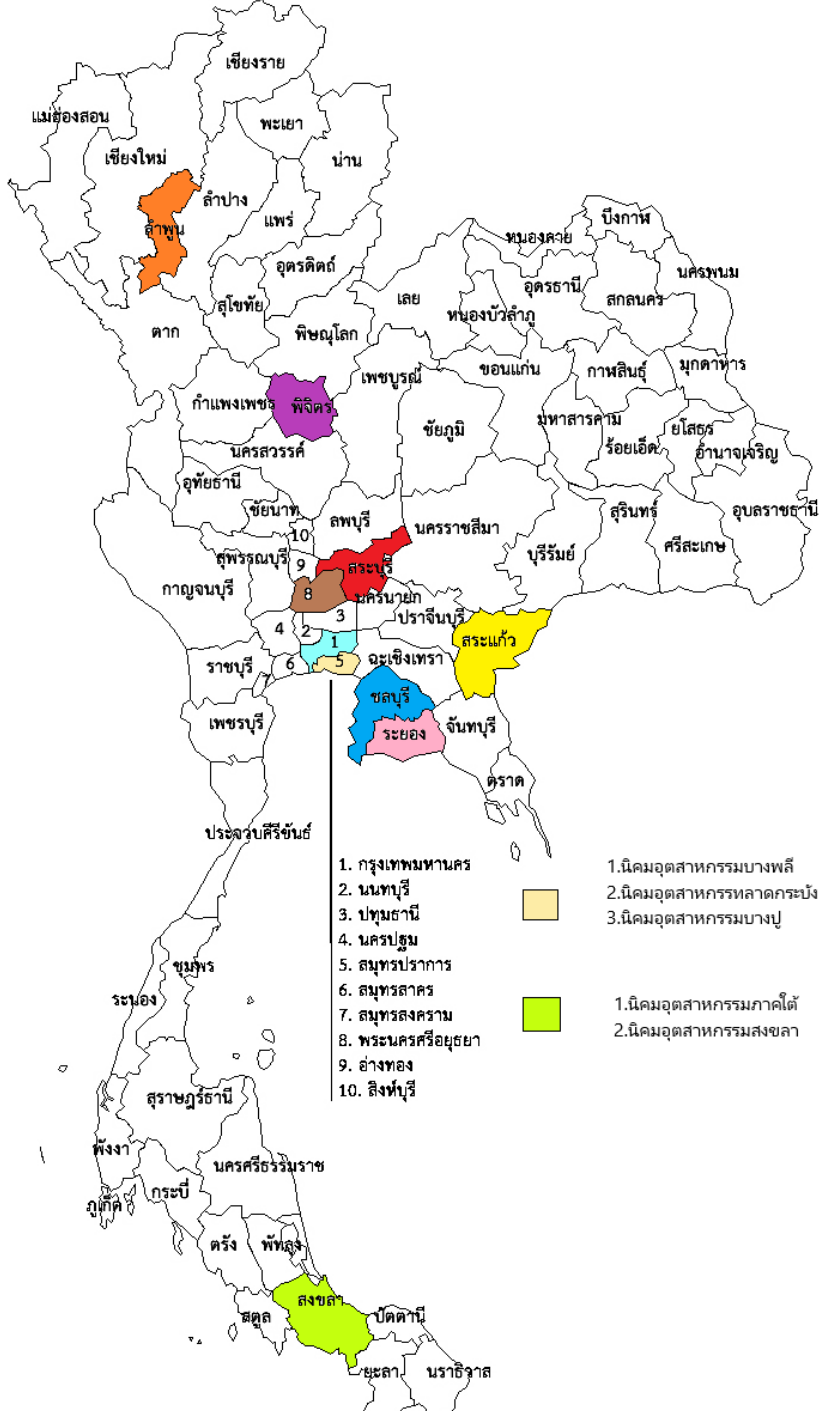 เชียงราย
แม่ฮ่องสอน
พะเยา
เชียงใหม่
น่าน
ลำปาง
แพร่
ลำพูน
บึงกาฬ
หนองคาย
อุตรดิตถ์
นครพนม
อุดรธานี
สกลนคร
เลย
สุโขทัย
หนองบัวลำภู
ตาก
พิษณุโลก
ขอนแก่น
กาฬสินธุ์
มุกดาหาร
เพชบูรณ์
กำแพงเพชร
พิจิตร
มหาสารคาม
ยโสธร
ชัยภูมิ
ร้อยเอ็ด
อำนาจเจริญ
นครสวรรค์
อุทัยธานี
ชัยนาท
ลพบุรี
นครราชสีมา
สุรินทร์
อุบลราชธานี
10
สุพรรณบุรี
บุรีรัมย์
ศรีสะเกษ
9
สระบุรี
กาญจนบุรี
8
นครนายก
3
ปราจีนบุรี
4
2
1
สระแก้ว
ราชบุรี
6
5
ฉะเชิงเทรา
7
ชลบุรี
เพชรบุรี
ระยอง
จันทบุรี
ตราด
ประจวบคีรีขันธ์
1. กรุงเทพมหานคร
2. นนทบุรี
3. ปทุมธานี
4. นครปฐม
5. สมุทรปราการ
6. สมุทรสาคร
7. สมุทรสงคราม
8. พระนครศรีอยุธยา
9. อ่างทอง
10. สิงห์บุรี
1.นิคมอุตสาหกรรมบางพลี
2.นิคมอุตสาหกรรทลาดกระบัง
3.นิคมอุตสาหกรรมบางปู
1.นิคมอุตสาหกรรมภาคใต้
2.นิคมอุตสาหกรรมสงขลา
ชุมพร
ระนอง
สุราษฎร์ธานี
พังงา
นครศรีธรรมราช
กระบี่
ภูเก็ต
ตรัง
พัทลุง
สงขลา
สตูล
ปัตตานี
ยะลา
นราธิวาส